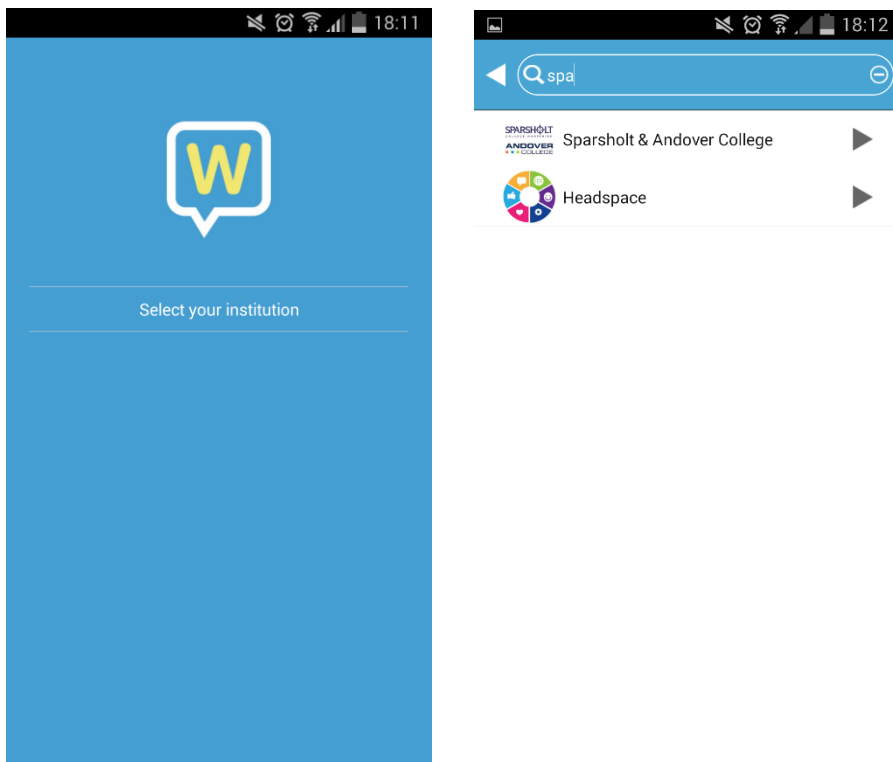 18:11
W
Select your institution
18:12
spa
SPARSHOLT
ANDOVER
COLLEGE
Sparsholt & Andover College
Headspace